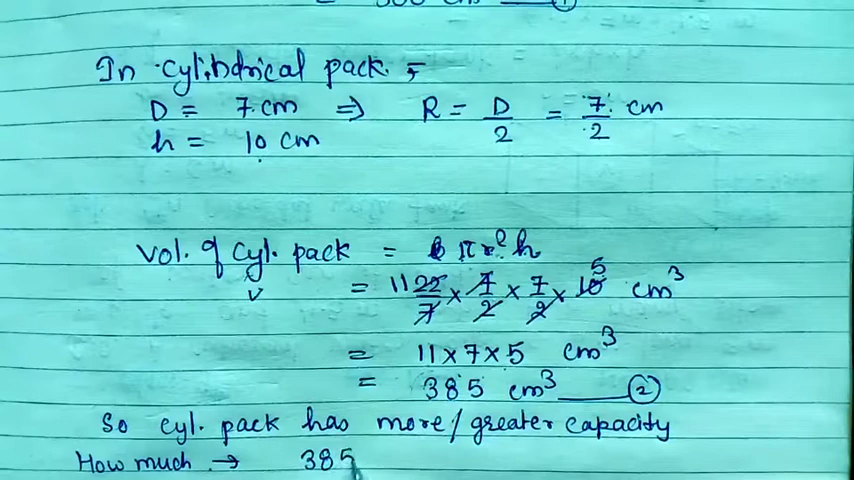 In cylindrical pack,
D = 7 cm ⇒ R = D/2 = 7/2 cm
h = 10 cm
Vol. of cyl. pack = πr²h
= 11 22/7 × 7/2 × 7/2 × 10 5 cm³
= 11×7×5 cm³
= 385 cm³ ——②
So cyl. pack has more/greater capacity
How much → 385